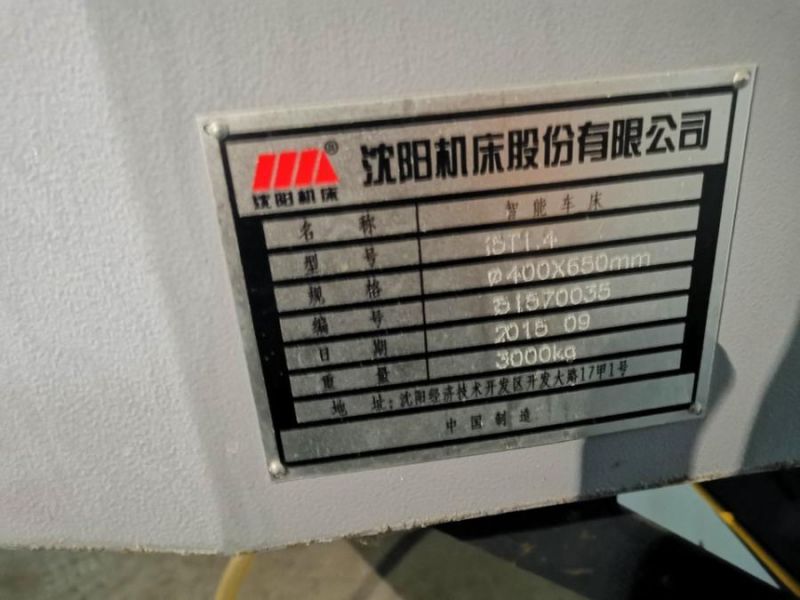 沈阳机床®
沈阳机床股份有限公司
名称 智能车床
型号 i5T1.4
规格 ø400X650mm
编号 B1570035
日期 2015 09
重量 3000kg
地址:沈阳经济技术开发区开发大路17甲1号
中国制造